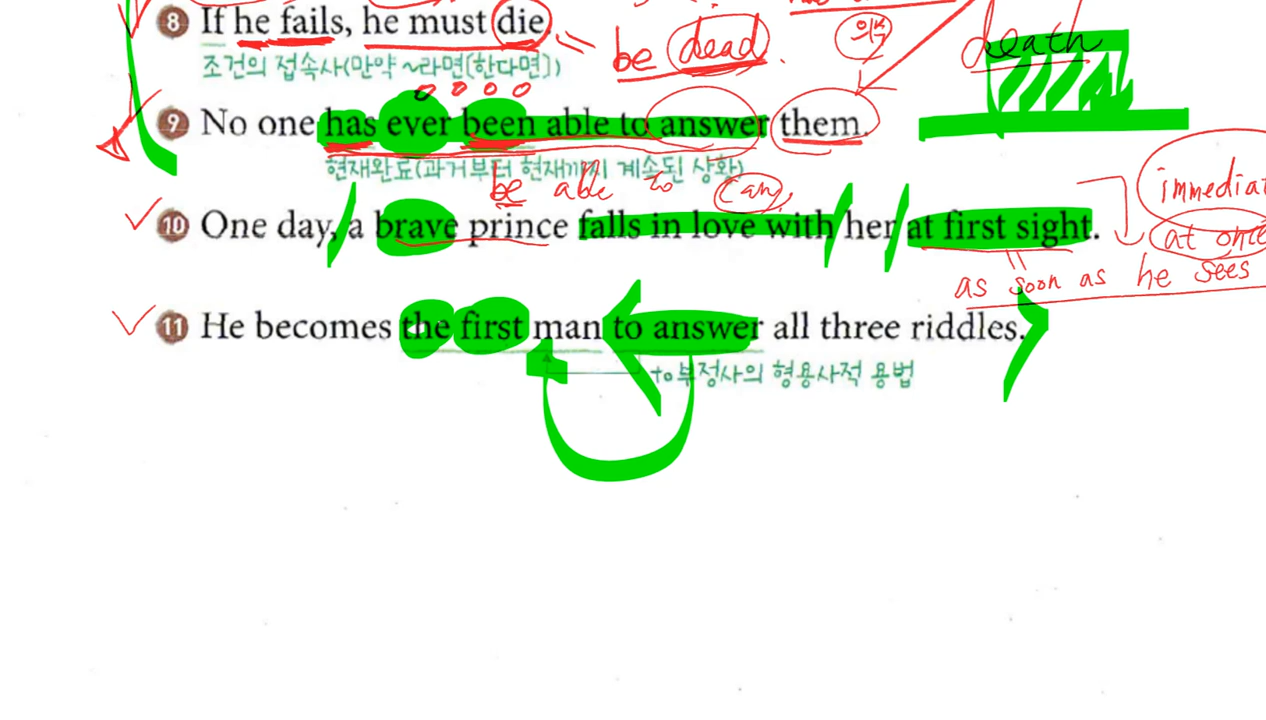 8 If he fails, he must die. = be dead. death
조건의 접속사(만약 ~라면[한다면])
9 No one has ever been able to answer them.
현재완료(과거부터 현재까지 계속된 상황)
be able to can
10 One day, a brave prince falls in love with her at first sight.
at
as soon as he sees
11 He becomes the first man to answer all three riddles.
to부정사의 형용사적 용법